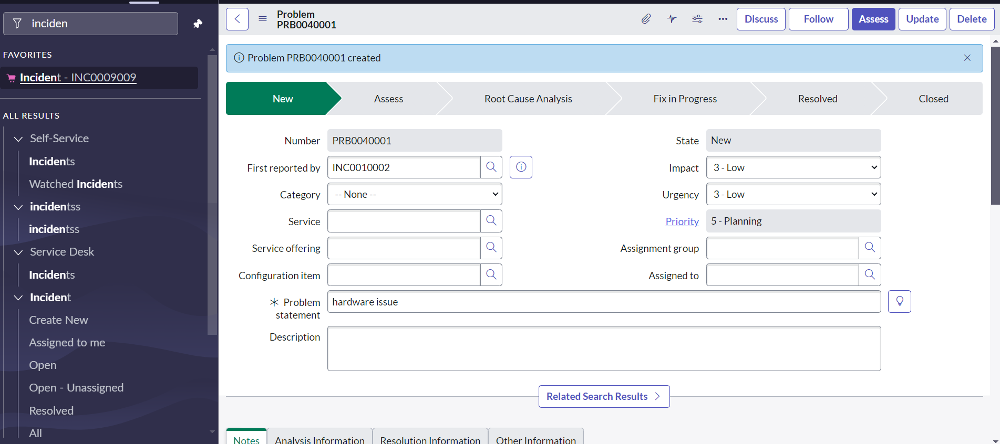 inciden
FAVORITES
Incident - INC0009009
ALL RESULTS
Self-Service
Incidents
Watched Incidents
incidentss
incidentss
Service Desk
Incidents
Incident
Create New
Assigned to me
Open
Open - Unassigned
Resolved
All
Problem
PRB0040001
Discuss
Follow
Assess
Update
Delete
Problem PRB0040001 created
New
Assess
Root Cause Analysis
Fix in Progress
Resolved
Closed
Number
PRB0040001
State
New
First reported by
INC0010002
Impact
3 - Low
Category
-- None --
Urgency
3 - Low
Service
Priority
5 - Planning
Service offering
Assignment group
Configuration item
Assigned to
Problem
statement
hardware issue
Description
Related Search Results
Notes
Analysis Information
Resolution Information
Other Information